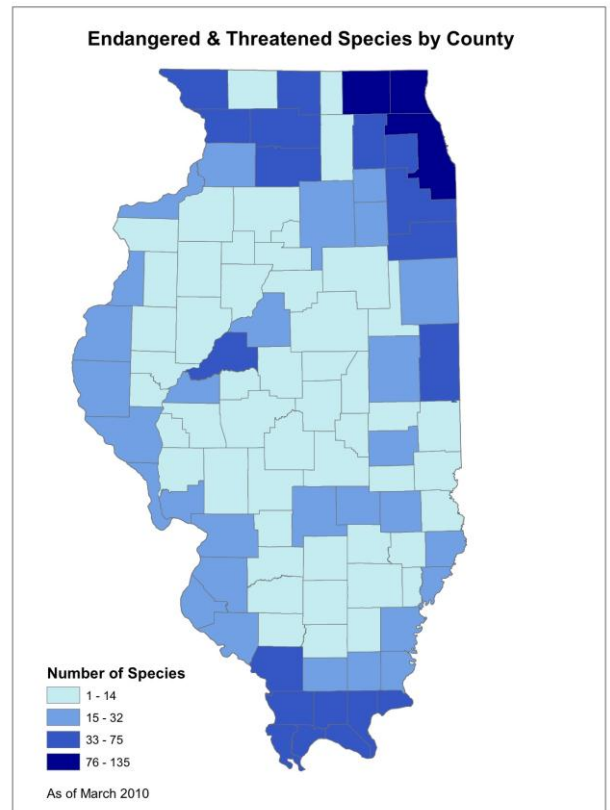 Endangered & Threatened Species by County
Number of Species
1 - 14
15 - 32
33 - 75
76 - 135
As of March 2010